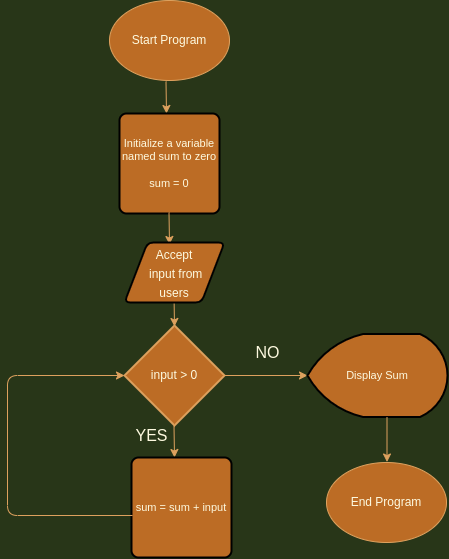 Start Program
Initialize a variable
named sum to zero
sum = 0
Accept
input from
users
input > 0
NO
Display Sum
YES
sum = sum + input
End Program